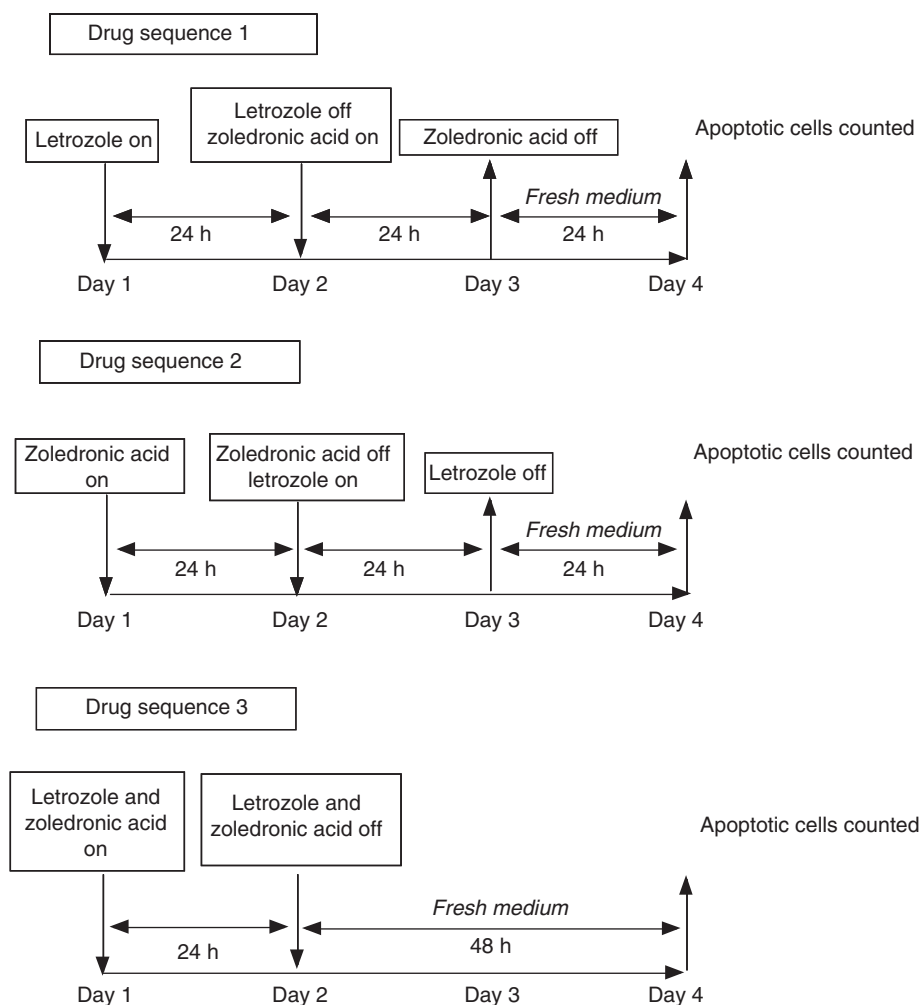 Drug sequence 1
Letrozole on
Letrozole off
zoledronic acid on
Zoledronic acid off
Apoptotic cells counted
Fresh medium
24 h
24 h
24 h
Day 1
Day 2
Day 3
Day 4
Drug sequence 2
Zoledronic acid
on
Zoledronic acid off
letrozole on
Letrozole off
Apoptotic cells counted
Fresh medium
24 h
24 h
24 h
Day 1
Day 2
Day 3
Day 4
Drug sequence 3
Letrozole and
zoledronic acid
on
Letrozole and
zoledronic acid off
Apoptotic cells counted
Fresh medium
24 h
48 h
Day 1
Day 2
Day 3
Day 4